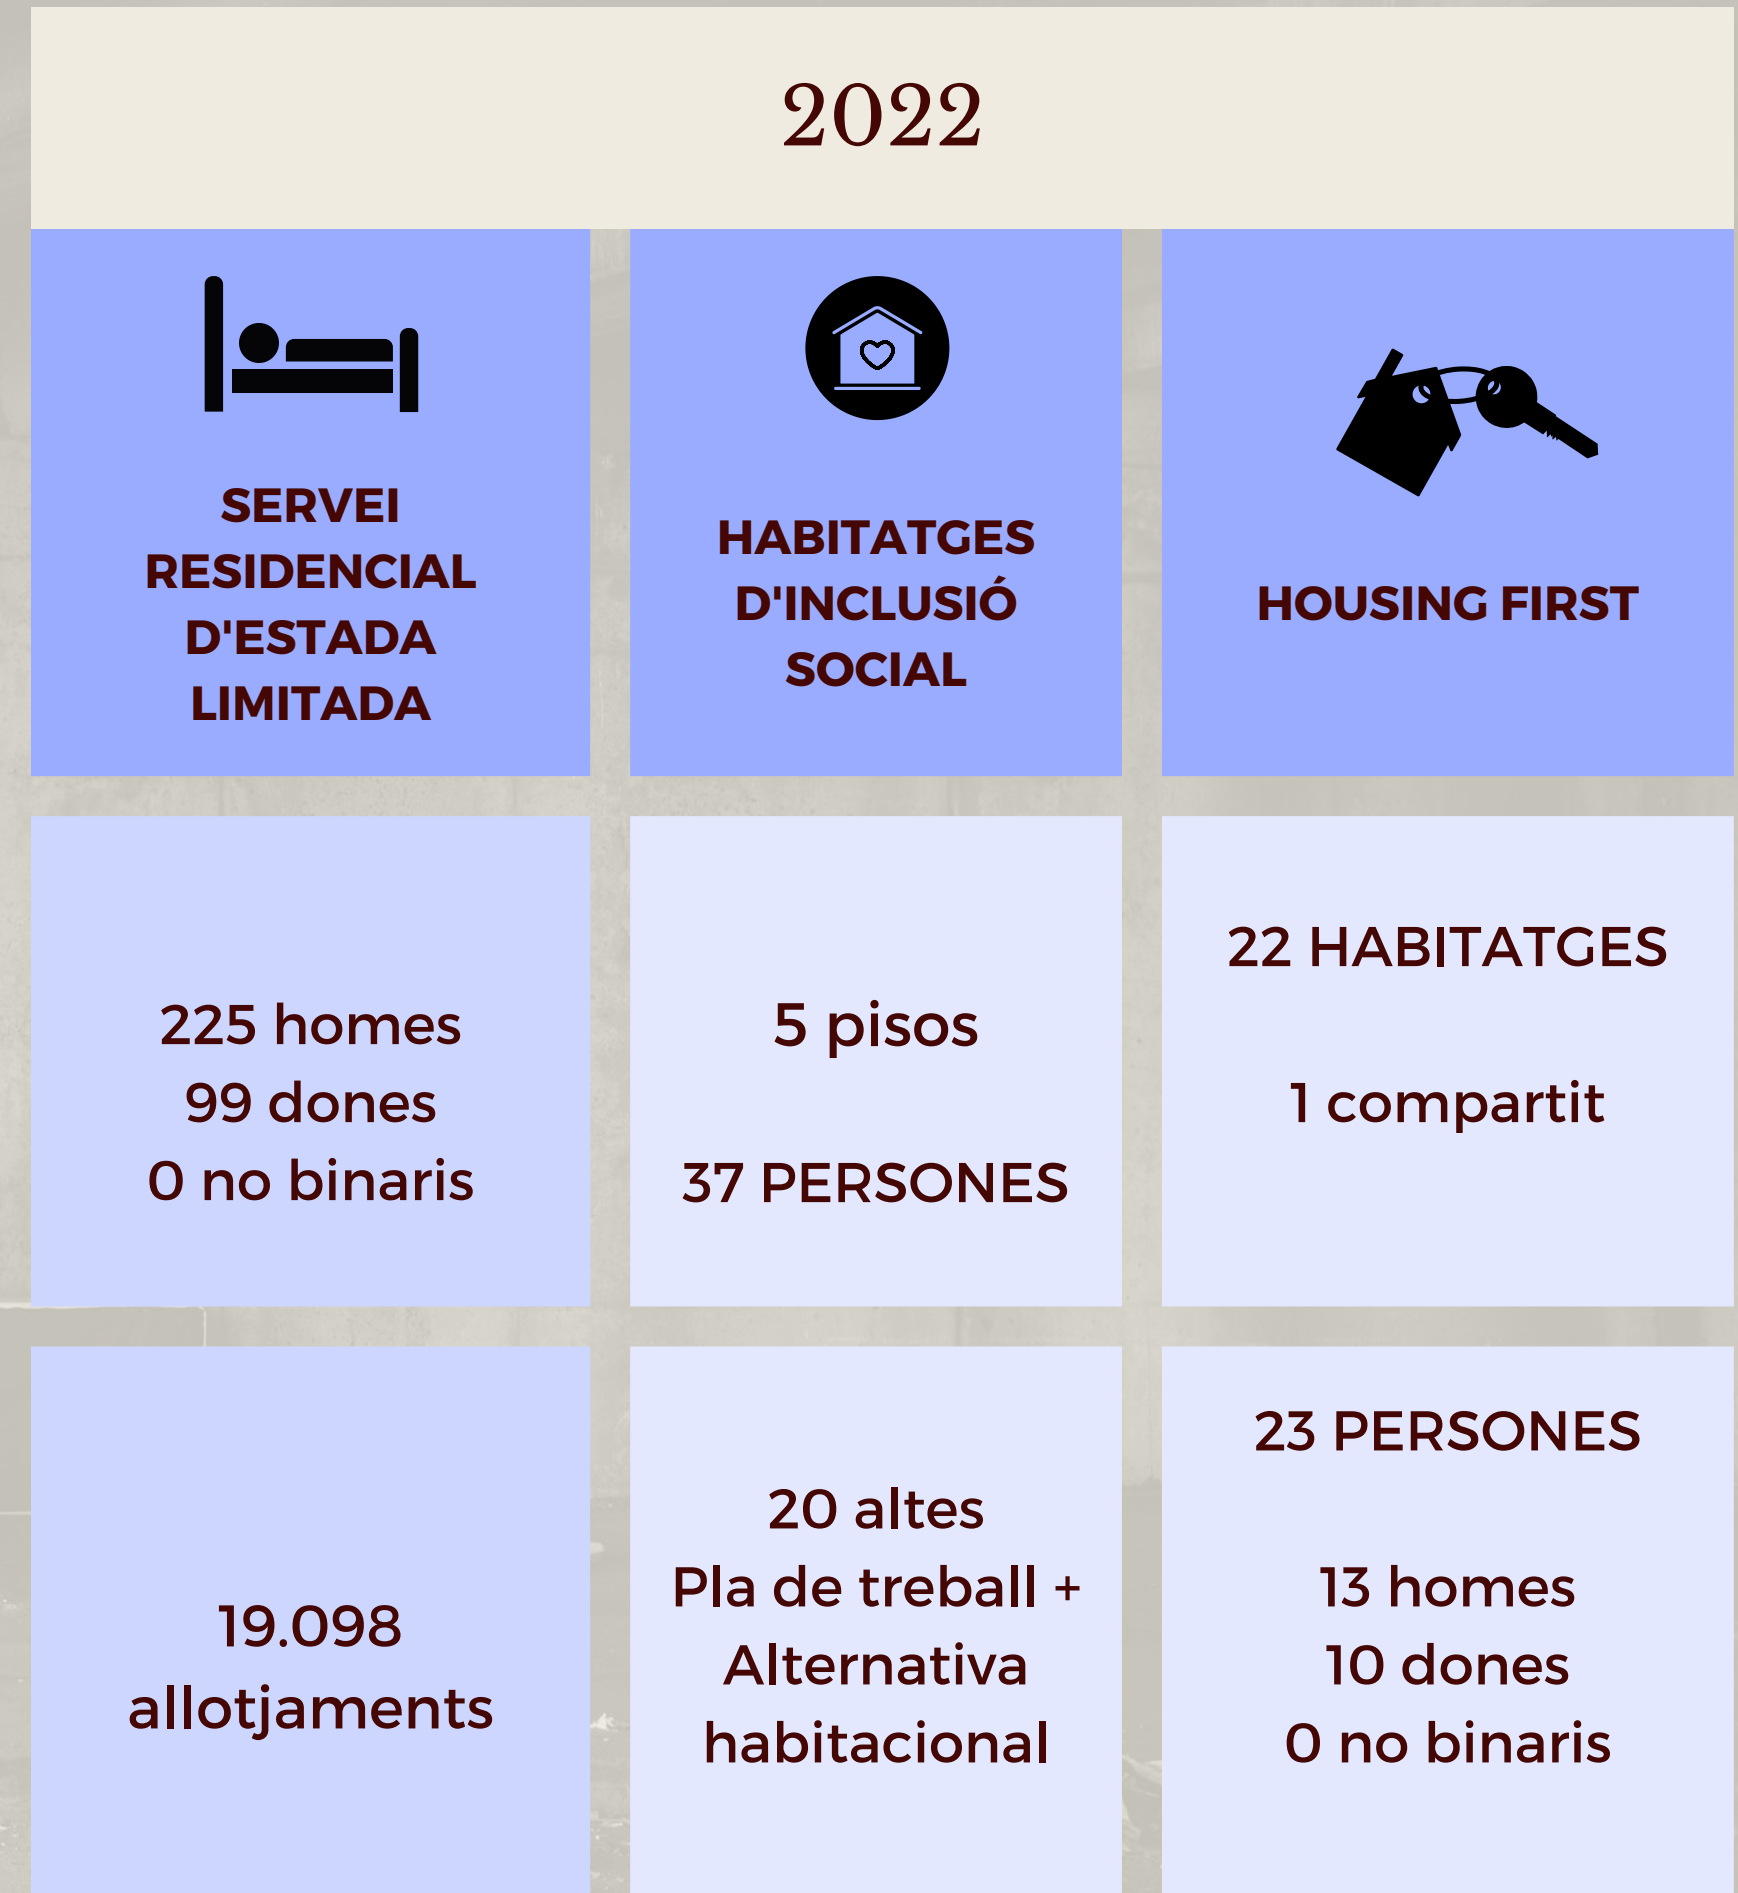 2022
SERVEI
RESIDENCIAL
D'ESTADA
LIMITADA
HABITATGES
D'INCLUSIÓ
SOCIAL
HOUSING FIRST
225 homes
99 dones
0 no binaris
5 pisos
37 PERSONES
22 HABITATGES
1 compartit
19.098
allotjaments
20 altes
Pla de treball +
Alternativa
habitacional
23 PERSONES
13 homes
10 dones
0 no binaris